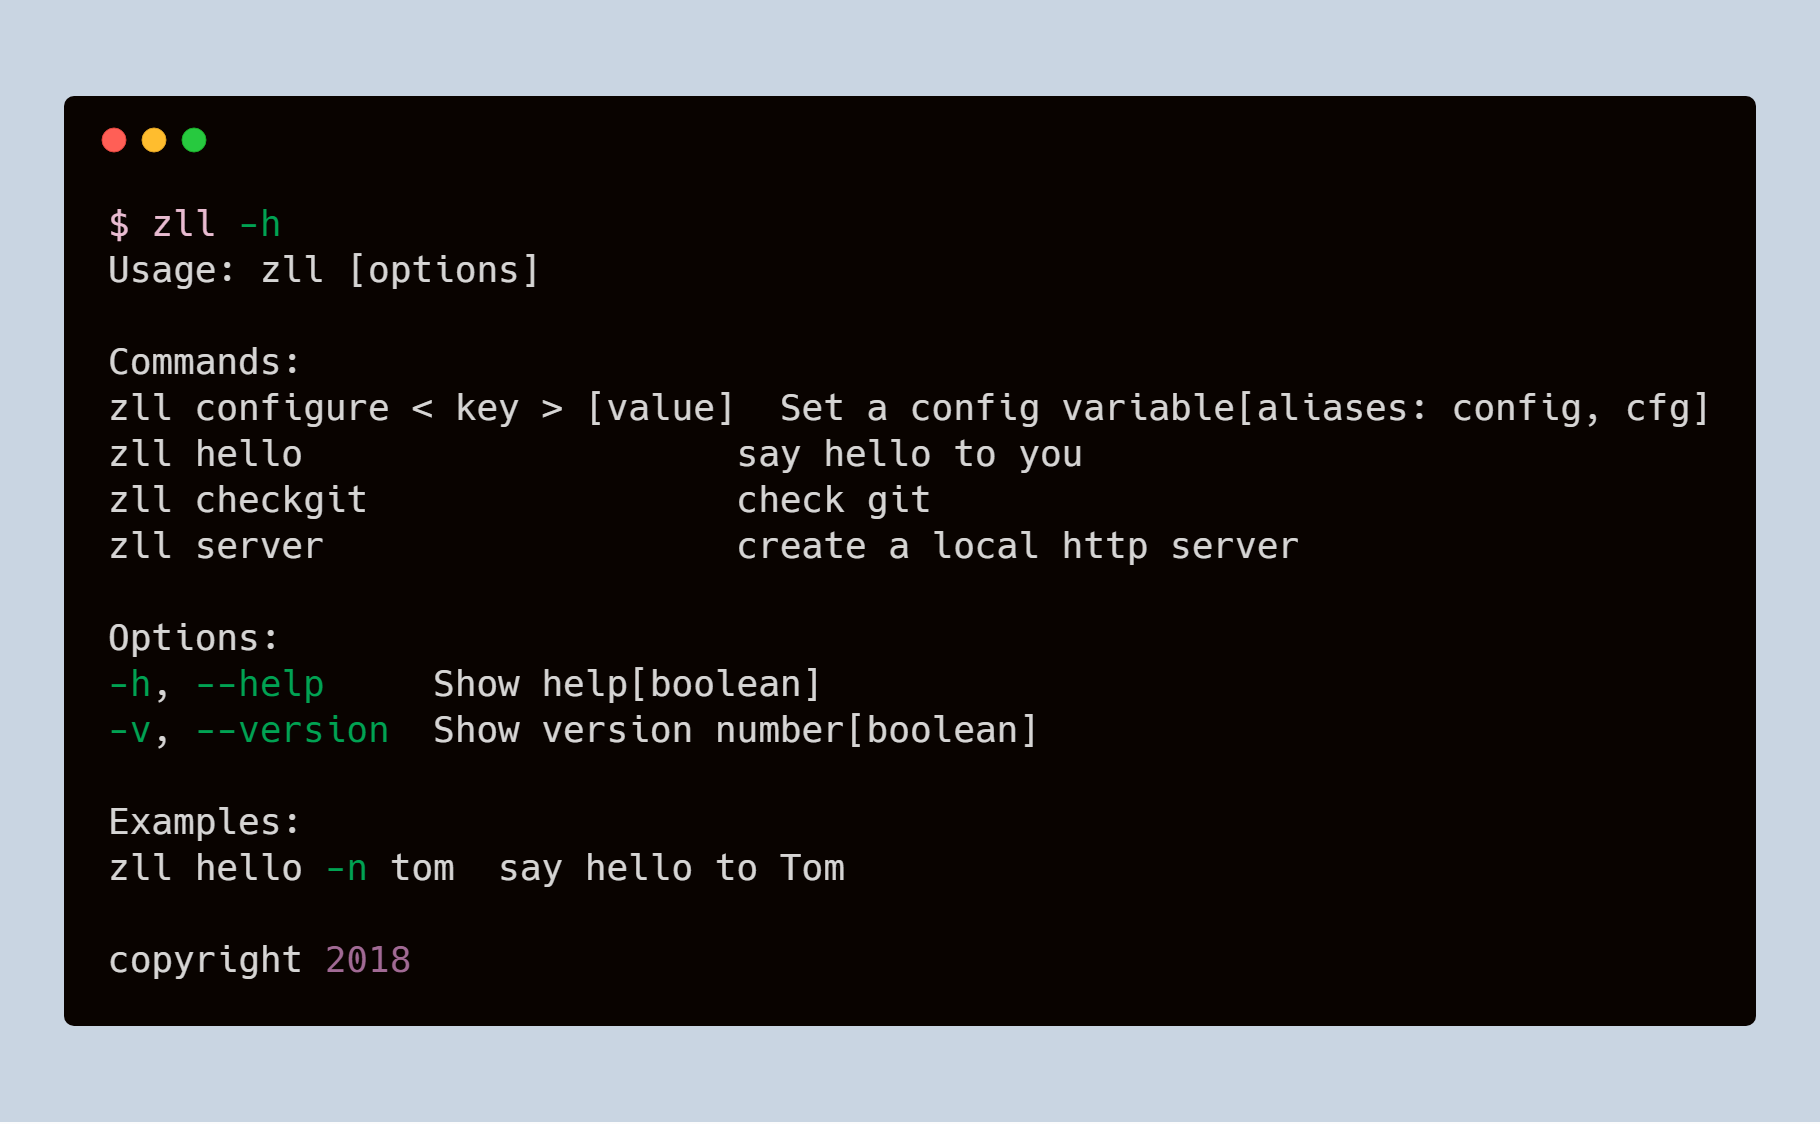 $ zll -h
Usage: zll [options]
Commands:
zll configure < key > [value]  Set a config variable[aliases: config, cfg]
zll hello                    say hello to you
zll checkgit                 check git
zll server                   create a local http server
Options:
-h, --help     Show help[boolean]
-v, --version  Show version number[boolean]
Examples:
zll hello -n tom  say hello to Tom
copyright 2018